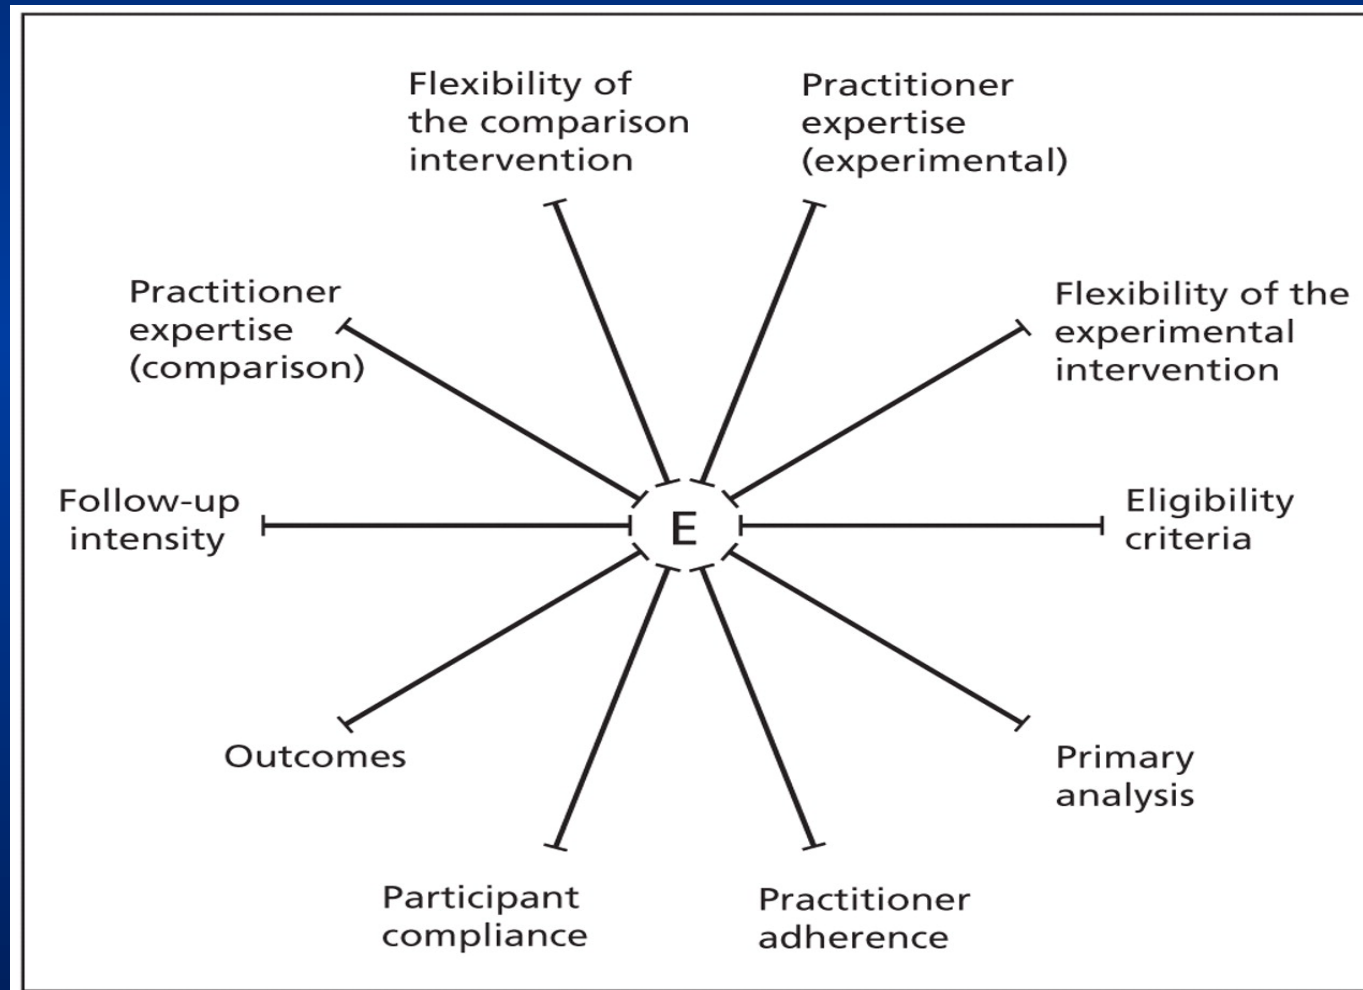 Flexibility of
the comparison
intervention
Practitioner
expertise
(experimental)
Practitioner
expertise
(comparison)
Flexibility of the
experimental
intervention
Follow-up
intensity
E
Eligibility
criteria
Outcomes
Primary
analysis
Participant
compliance
Practitioner
adherence